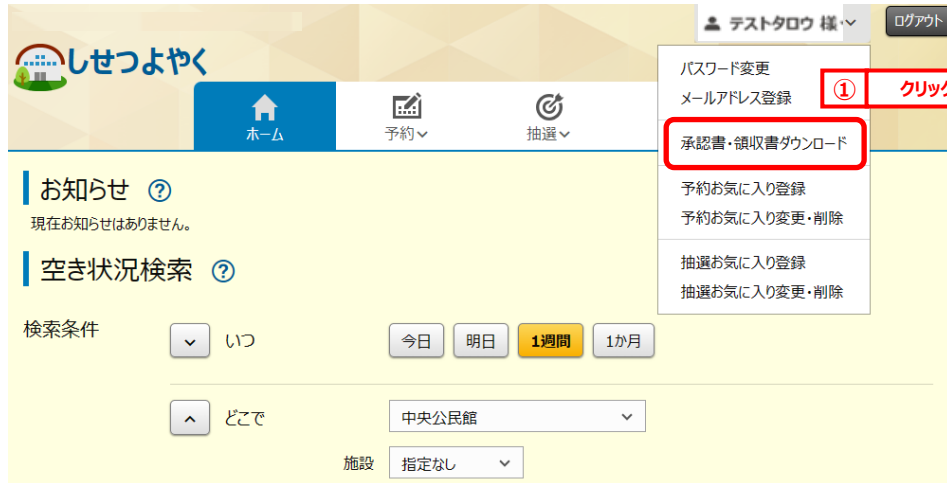 テストタロウ 様
ログアウト
しせつよやく
ホーム
予約
抽選
パスワード変更
メールアドレス登録
① クリック
承認書・領収書ダウンロード
予約お気に入り登録
予約お気に入り変更・削除
抽選お気に入り登録
抽選お気に入り変更・削除
お知らせ ?
現在お知らせはありません。
空き状況検索 ?
検索条件 いつ 今日 明日 1週間 1か月
どこで 中央公民館
施設 指定なし